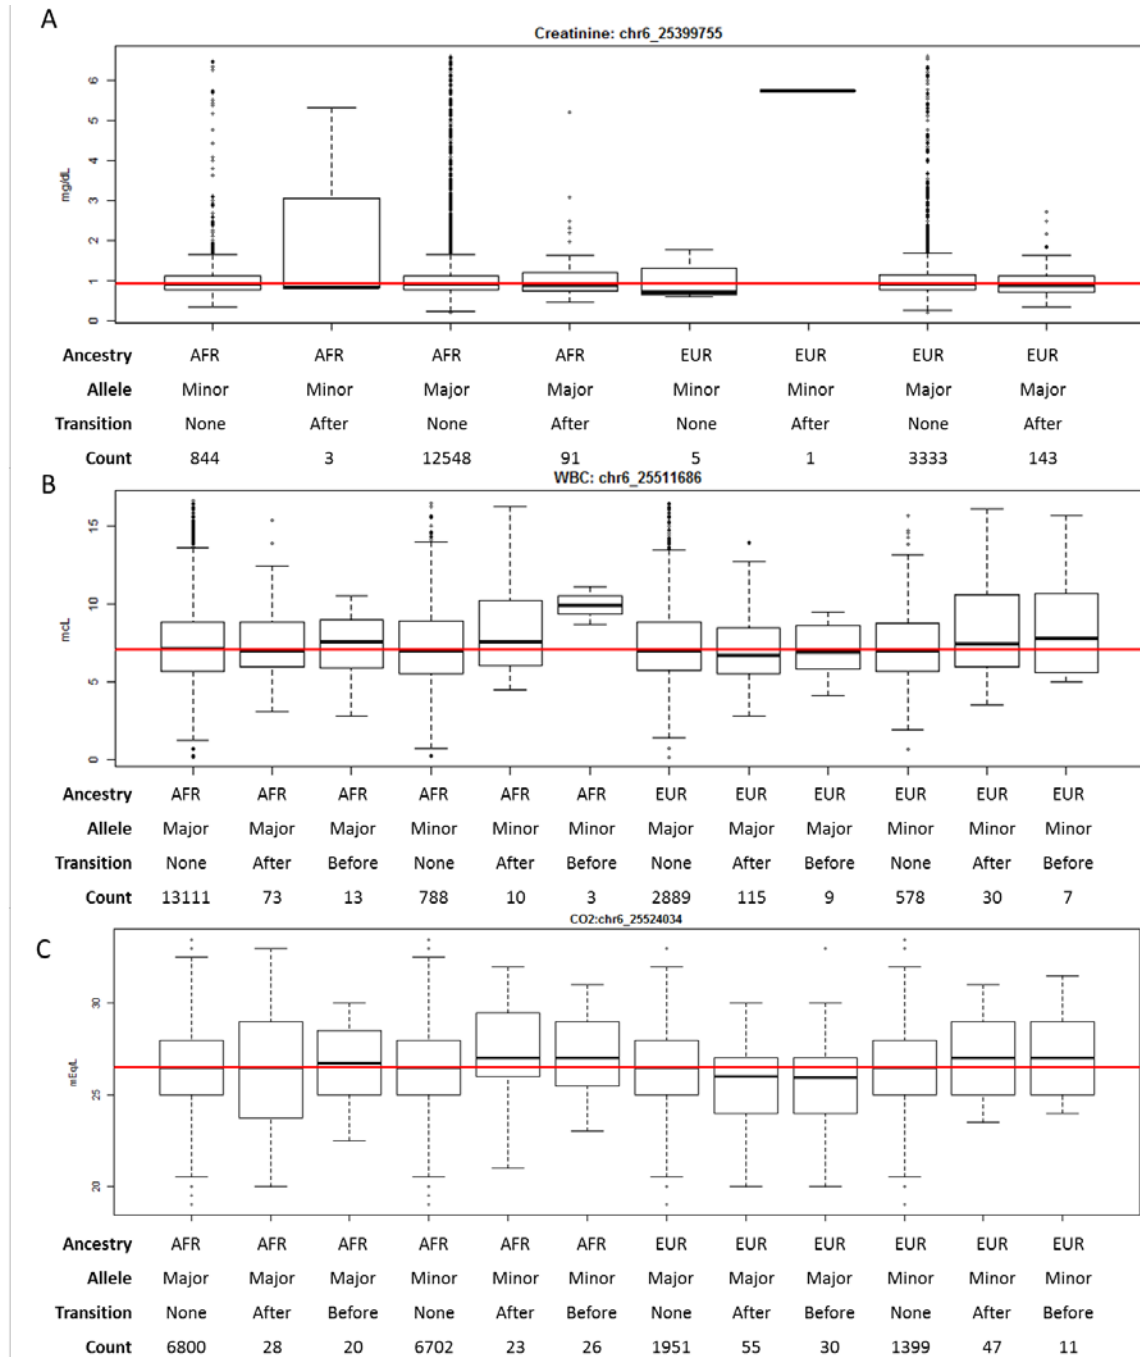 A
Creatinine: chr6_25399755
mg/dL
6
5
4
3
2
1
0
Ancestry AFR AFR AFR AFR EUR EUR EUR EUR
Allele Minor Minor Major Major Minor Minor Major Major
Transition None After None After None After None After
Count 844 3 12548 91 5 1 3333 143
B
WBC: chr6_25511686
mcL
15
10
5
0
Ancestry AFR AFR AFR AFR AFR AFR EUR EUR EUR EUR EUR EUR
Allele Major Major Major Minor Minor Minor Major Major Major Minor Minor Minor
Transition None After Before None After Before None After Before None After Before
Count 13111 73 13 788 10 3 2889 115 9 578 30 7
C
CO2:chr6_25524034
mEq/L
30
25
20
Ancestry AFR AFR AFR AFR AFR AFR EUR EUR EUR EUR EUR EUR
Allele Major Major Major Minor Minor Minor Major Major Major Minor Minor Minor
Transition None After Before None After Before None After Before None After Before
Count 6800 28 20 6702 23 26 1951 55 30 1399 47 11